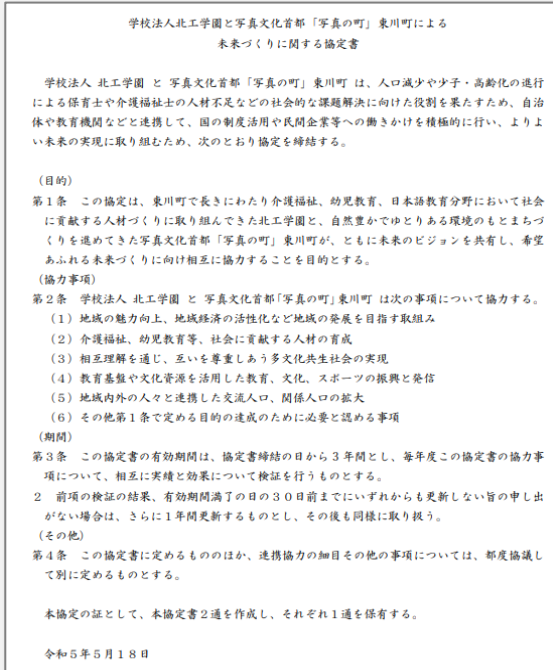 学校法人北工学園と写真文化首都「写真の町」東川町による
未来づくりに関する協定書
学校法人 北工学園 と 写真文化首都「写真の町」東川町 は、人口減少や少子・高齢化の進行
による保育士や介護福祉士の人材不足などの社会的な課題解決に向けた役割を果たすため、自治
体や教育機関などと連携して、国の制度活用や民間企業等への働きかけを積極的に行い、よりよ
い未来の実現に取り組むため、次のとおり協定を締結する。
（目的）
第１条　この協定は、東川町で長きにわたり介護福祉、幼児教育、日本語教育分野において社会
に貢献する人材づくりに取り組んできた北工学園と、自然豊かでゆとりある環境のもとまちづ
くりを進めてきた写真文化首都「写真の町」東川町が、ともに未来のビジョンを共有し、希望
あふれる未来づくりに向け相互に協力することを目的とする。
（協力事項）
第２条　学校法人 北工学園 と 写真文化首都「写真の町」東川町 は次の事項について協力する。
（１）地域の魅力向上、地域経済の活性化など地域の発展を目指す取組み
（２）介護福祉、幼児教育等、社会に貢献する人材の育成
（３）相互理解を通じ、互いを尊重しあう多文化共生社会の実現
（４）教育基盤や文化資源を活用した教育、文化、スポーツの振興と発信
（５）地域内外の人々と連携した交流人口、関係人口の拡大
（６）その他第１条で定める目的の達成のために必要と認める事項
（期間）
第３条　この協定書の有効期間は、協定書締結の日から３年間とし、毎年度この協定書の協力事
項について、相互に実績と効果について検証を行うものとする。
２　前項の検証の結果、有効期間満了の日の３０日前までにいずれからも更新しない旨の申し出
がない場合は、さらに１年間更新するものとし、その後も同様に取り扱う。
（その他）
第４条　この協定書に定めるもののほか、連携協力の細目その他の事項については、都度協議し
て別に定めるものとする。
本協定の証として、本協定書２通を作成し、それぞれ１通を保有する。
令和５年５月１８日